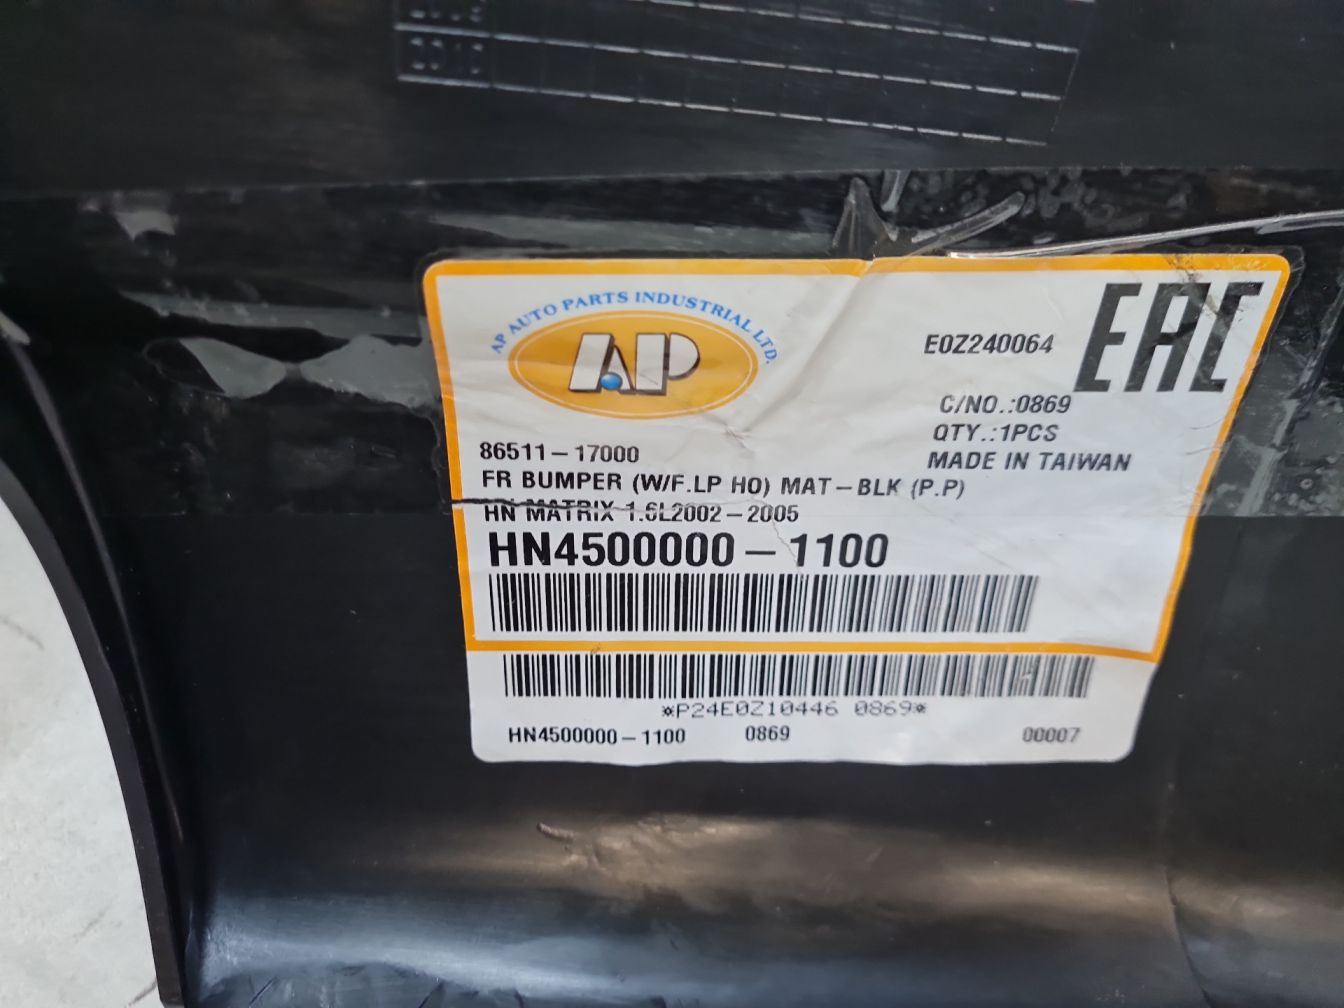 AP AUTO PARTS INDUSTRIAL LTD.
AP
E0Z240064
EAC
C/NO.:0869
QTY.:1PCS
MADE IN TAIWAN
86511-17000
FR BUMPER (W/F.LP HO) MAT-BLK (P.P)
HN MATRIX 1.6L2002-2005
HN4500000-1100
*P24E0Z10446 0869*
HN4500000-1100 0869 00007